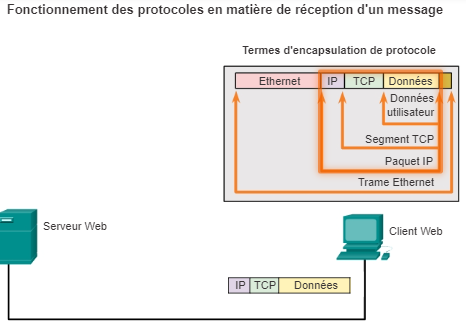 Fonctionnement des protocoles en matière de réception d'un message
Termes d'encapsulation de protocole
Ethernet IP TCP Données
Données
utilisateur
Segment TCP
Paquet IP
Trame Ethernet
Serveur Web
Client Web
IP TCP Données